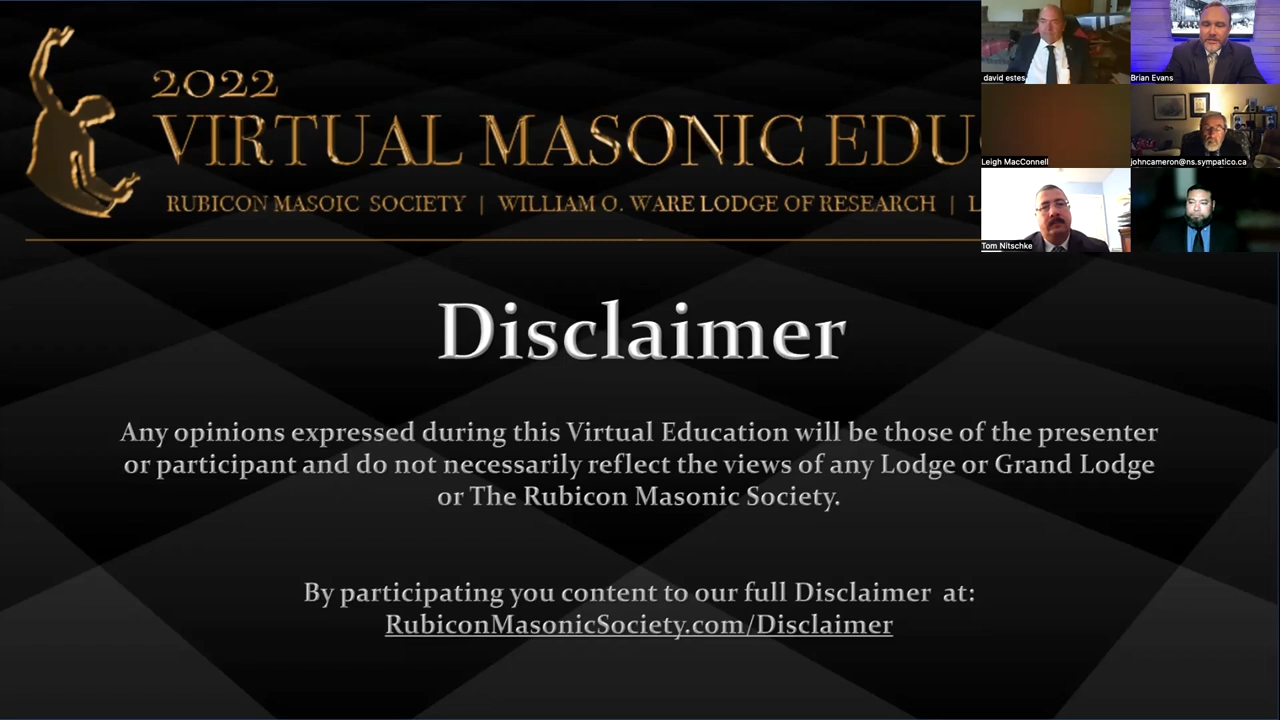 2022
VIRTUAL MASONIC EDU
RUBICON MASOIC SOCIETY | WILLIAM O. WARE LODGE OF RESEARCH | L
david estes
Brian Evans
Leigh MacConnell
johncameron@ns.sympatico.ca
Tom Nitschke
Disclaimer
Any opinions expressed during this Virtual Education will be those of the presenter
or participant and do not necessarily reflect the views of any Lodge or Grand Lodge
or The Rubicon Masonic Society.
By participating you content to our full Disclaimer at:
RubiconMasonicSociety.com/Disclaimer